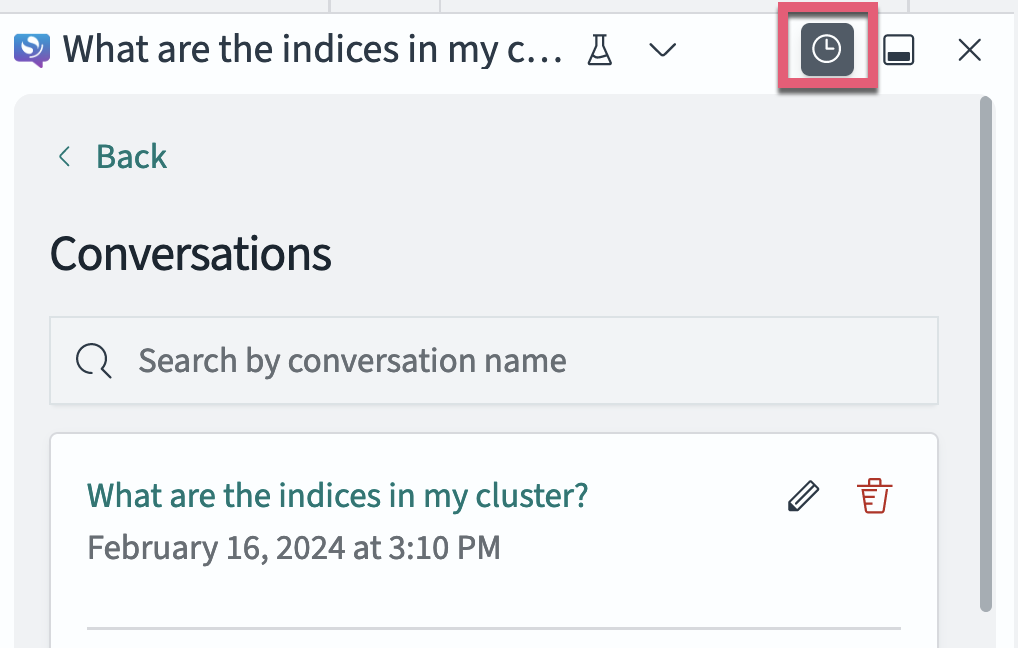 What are the indices in my c...
Back
Conversations
Search by conversation name
What are the indices in my cluster?
February 16, 2024 at 3:10 PM